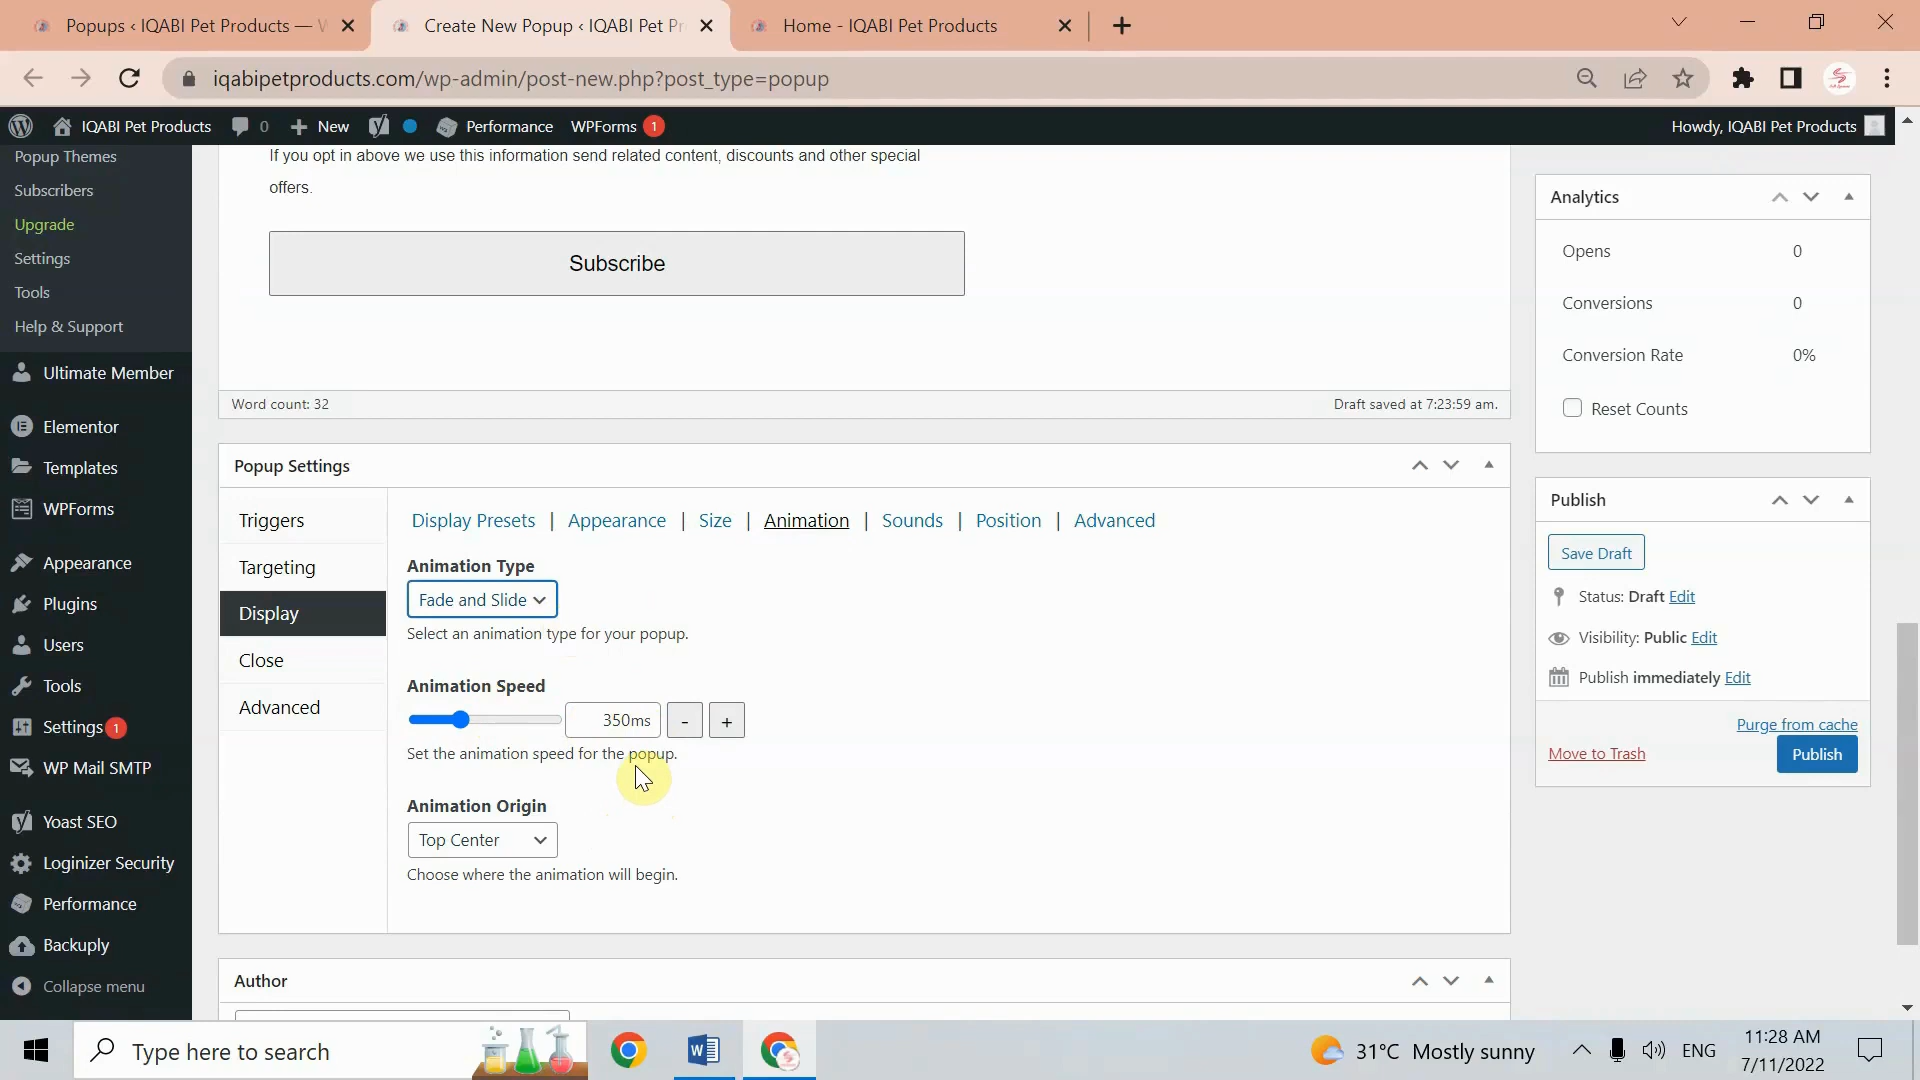 Popups ‹ IQABI Pet Products — W
Create New Popup ‹ IQABI Pet Pr
Home - IQABI Pet Products
iqabipetproducts.com/wp-admin/post-new.php?post_type=popup
IQABI Pet Products
0
New
Performance
WPForms 1
Howdy, IQABI Pet Products
Popup Themes
Subscribers
Upgrade
Settings
Tools
Help & Support
Ultimate Member
Elementor
Templates
WPForms
Appearance
Plugins
Users
Tools
Settings 1
WP Mail SMTP
Yoast SEO
Loginizer Security
Performance
Backuply
Collapse menu
If you opt in above we use this information send related content, discounts and other special
offers.
Subscribe
Word count: 32
Draft saved at 7:23:59 am.
Popup Settings
Triggers
Targeting
Display
Close
Advanced
Display Presets | Appearance | Size | Animation | Sounds | Position | Advanced
Animation Type
Fade and Slide
Select an animation type for your popup.
Animation Speed
350ms - +
Set the animation speed for the popup.
Animation Origin
Top Center
Choose where the animation will begin.
Author
Analytics
Opens 0
Conversions 0
Conversion Rate 0%
Reset Counts
Publish
Save Draft
Status: Draft Edit
Visibility: Public Edit
Publish immediately Edit
Purge from cache
Move to Trash
Publish
Type here to search
31°C Mostly sunny
ENG
11:28 AM
7/11/2022